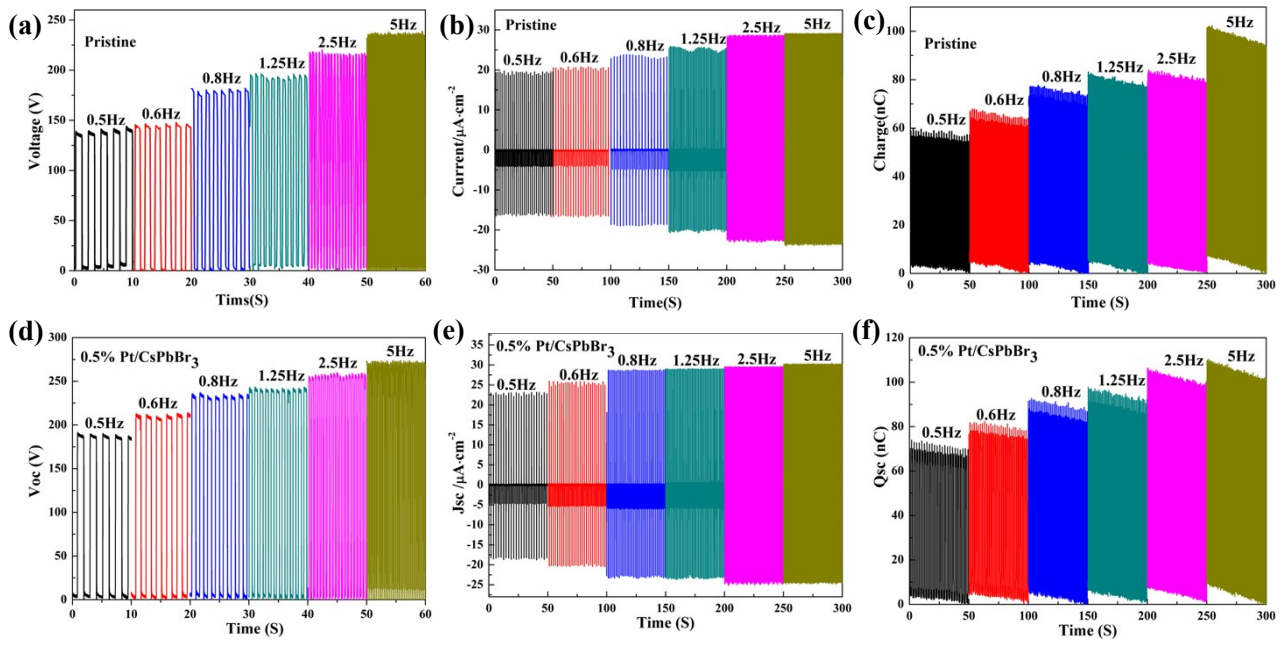 (a)
Pristine
0.5Hz
0.6Hz
0.8Hz
1.25Hz
2.5Hz
5Hz
Voltage (V)
250
200
150
100
50
0
0 10 20 30 40 50 60
Tims(S)
(b)
Pristine
0.5Hz
0.6Hz
0.8Hz
1.25Hz
2.5Hz
5Hz
Current/μA·cm-2
30
20
10
0
-10
-20
-30
0 50 100 150 200 250 300
Time(S)
(c)
Pristine
0.5Hz
0.6Hz
0.8Hz
1.25Hz
2.5Hz
5Hz
Charge(nC)
100
80
60
40
20
0
0 50 100 150 200 250 300
Time (S)
(d)
0.5% Pt/CsPbBr3
0.5Hz
0.6Hz
0.8Hz
1.25Hz
2.5Hz
5Hz
Voc (V)
300
250
200
150
100
50
0
0 10 20 30 40 50 60
Time (S)
(e)
0.5% Pt/CsPbBr3
0.5Hz
0.6Hz
0.8Hz
1.25Hz
2.5Hz
5Hz
Jsc /μA·cm-2
35
30
25
20
15
10
5
0
-5
-10
-15
-20
-25
0 50 100 150 200 250 300
Time (S)
(f)
0.5% Pt/CsPbBr3
0.5Hz
0.6Hz
0.8Hz
1.25Hz
2.5Hz
5Hz
Qsc (nC)
120
100
80
60
40
20
0
0 50 100 150 200 250 300
Time (S)